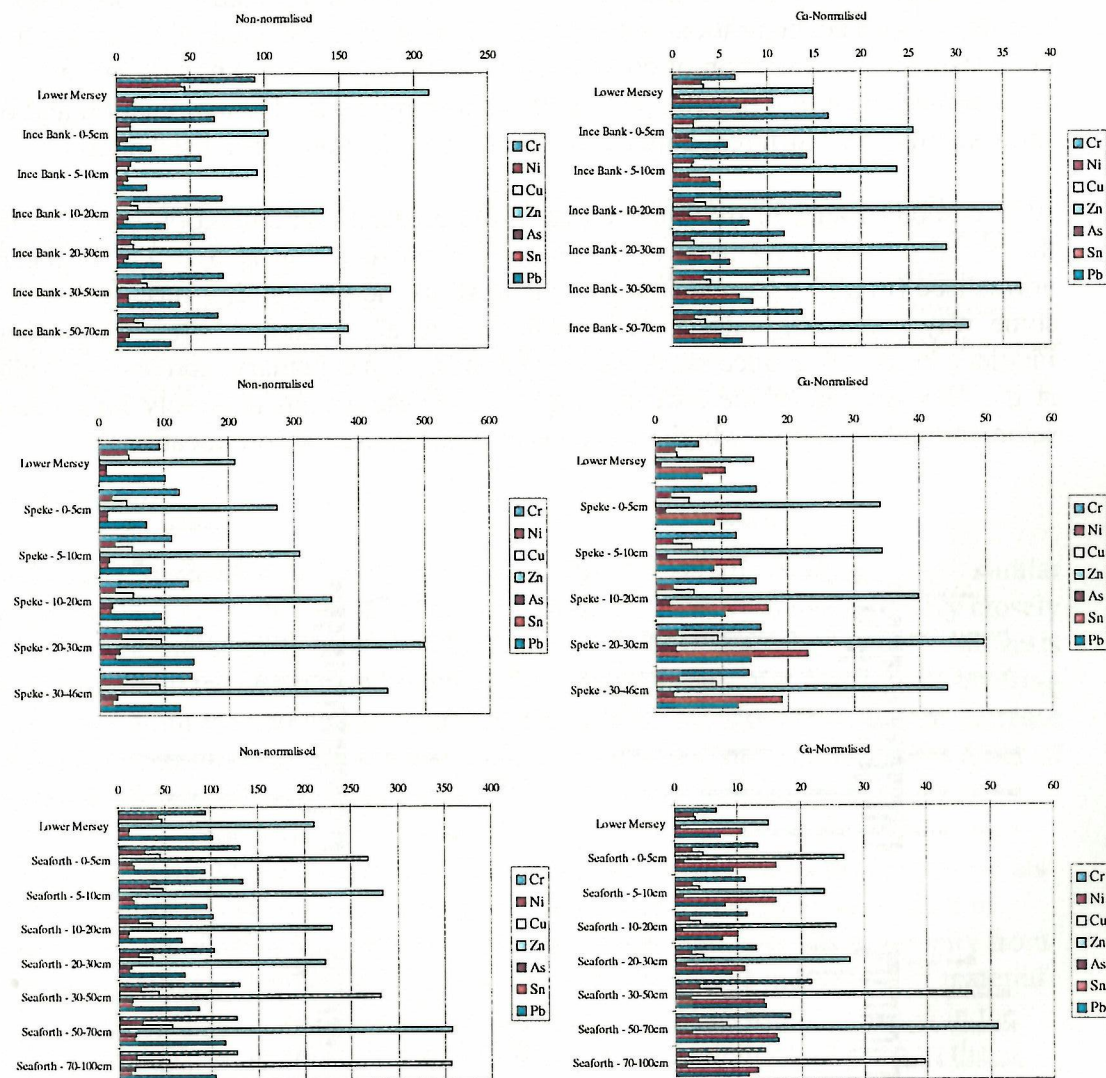 Non-normalised
0 50 100 150 200 250
Lower Mersey
Ince Bank - 0-5cm
Ince Bank - 5-10cm
Ince Bank - 10-20cm
Ince Bank - 20-30cm
Ince Bank - 30-50cm
Ince Bank - 50-70cm
Cr
Ni
Cu
Zn
As
Sn
Pb
Ga-Normalised
0 5 10 15 20 25 30 35 40
Lower Mersey
Ince Bank - 0-5cm
Ince Bank - 5-10cm
Ince Bank - 10-20cm
Ince Bank - 20-30cm
Ince Bank - 30-50cm
Ince Bank - 50-70cm
Cr
Ni
Cu
Zn
As
Sn
Pb
Non-normalised
0 100 200 300 400 500 600
Lower Mersey
Speke - 0-5cm
Speke - 5-10cm
Speke - 10-20cm
Speke - 20-30cm
Speke - 30-46cm
Cr
Ni
Cu
Zn
As
Sn
Pb
Ga-Normalised
0 10 20 30 40 50 60
Lower Mersey
Speke - 0-5cm
Speke - 5-10cm
Speke - 10-20cm
Speke - 20-30cm
Speke - 30-46cm
Cr
Ni
Cu
Zn
As
Sn
Pb
Non-normalised
0 50 100 150 200 250 300 350 400
Lower Mersey
Seaforth - 0-5cm
Seaforth - 5-10cm
Seaforth - 10-20cm
Seaforth - 20-30cm
Seaforth - 30-50cm
Seaforth - 50-70cm
Seaforth - 70-100cm
Cr
Ni
Cu
Zn
As
Sn
Pb
Ga-Normalised
0 10 20 30 40 50 60
Lower Mersey
Seaforth - 0-5cm
Seaforth - 5-10cm
Seaforth - 10-20cm
Seaforth - 20-30cm
Seaforth - 30-50cm
Seaforth - 50-70cm
Seaforth - 70-100cm
Cr
Ni
Cu
Zn
As
Sn
Pb